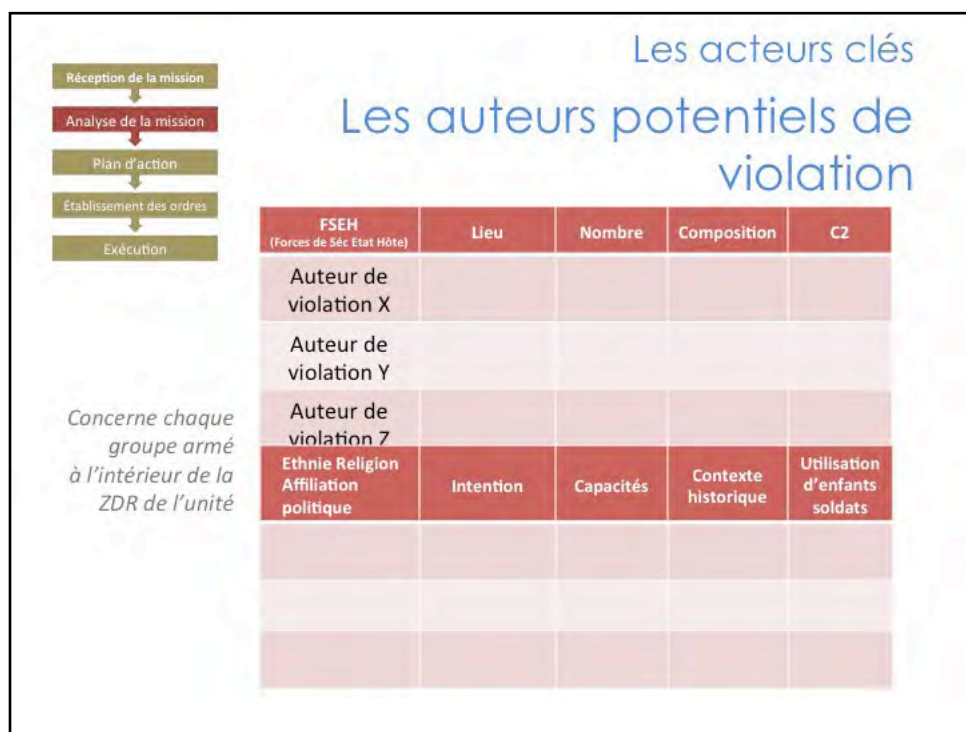 Les acteurs clés
Les auteurs potentiels de
violation
Réception de la mission
Analyse de la mission
Plan d'action
Établissement des ordres
Exécution
Concerne chaque
groupe armé
à l'intérieur de la
ZDR de l'unité
FSEH
(Forces de Séc Etat Hôte)
Lieu
Nombre
Composition
C2
Auteur de
violation X
Auteur de
violation Y
Auteur de
violation Z
Ethnie Religion
Affiliation
politique
Intention
Capacités
Contexte
historique
Utilisation
d'enfants
soldats